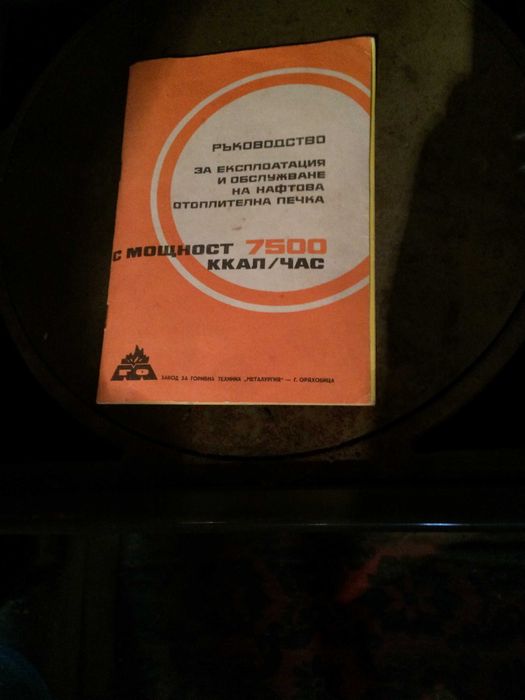 РЪКОВОДСТВО
ЗА ЕКСПЛОАТАЦИЯ
И ОБСЛУЖВАНЕ
НА НАФТОВА
ОТОПЛИТЕЛНА ПЕЧКА
С МОЩНОСТ 7500
ККАЛ/ЧАС
ЗАВОД ЗА ГОРИВНА ТЕХНИКА „МЕТАЛУРГИЯ" — Г. ОРЯХОВИЦА